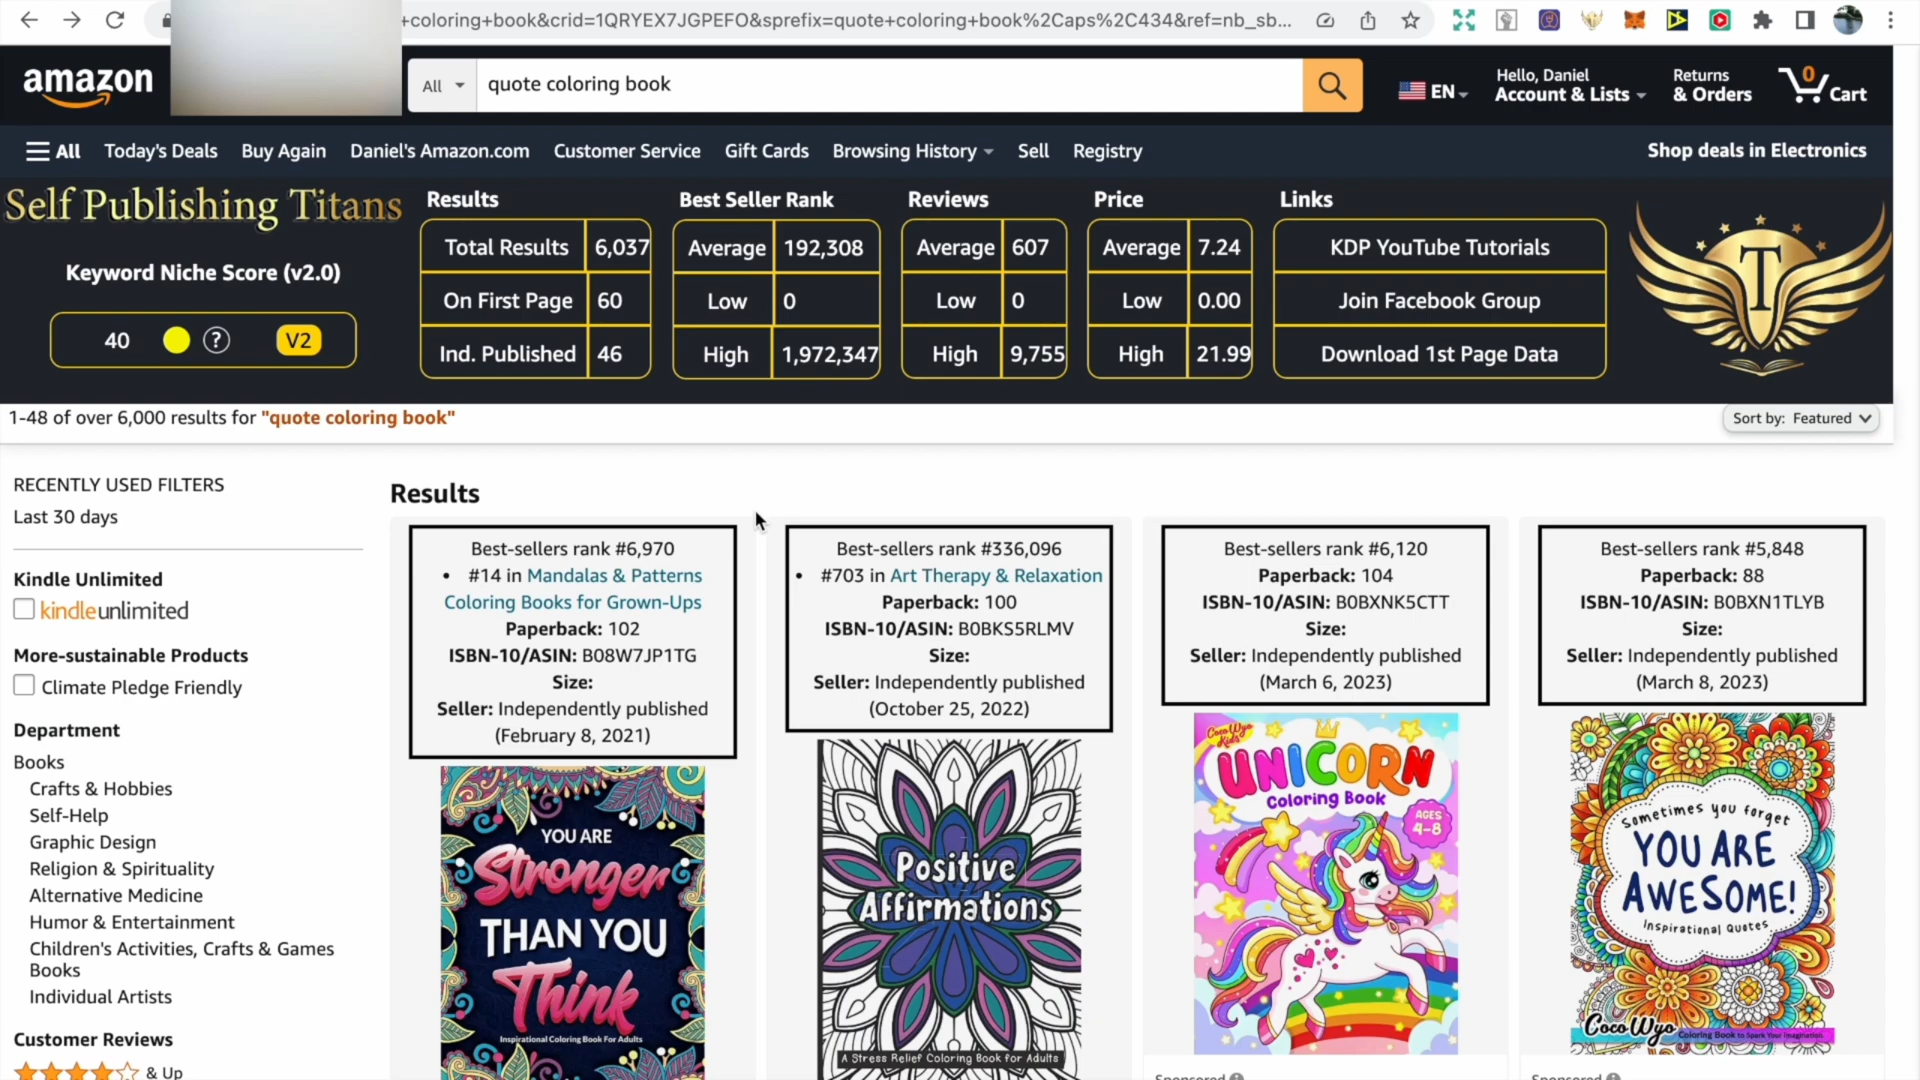 +coloring+book&crid=1QRYEX7JGPEFO&sprefix=quote+coloring+book%2Caps%2C434&ref=nb_sb...
amazon
All
quote coloring book
EN
Hello, Daniel
Account & Lists
Returns
& Orders
0
Cart
All
Today's Deals
Buy Again
Daniel's Amazon.com
Customer Service
Gift Cards
Browsing History
Sell
Registry
Shop deals in Electronics
Self Publishing Titans
Keyword Niche Score (v2.0)
40 ? V2
Results
Total Results 6,037
On First Page 60
Ind. Published 46
Best Seller Rank
Average 192,308
Low 0
High 1,972,347
Reviews
Average 607
Low 0
High 9,755
Price
Average 7.24
Low 0.00
High 21.99
Links
KDP YouTube Tutorials
Join Facebook Group
Download 1st Page Data
T
1-48 of over 6,000 results for "quote coloring book"
Sort by: Featured
RECENTLY USED FILTERS
Last 30 days
Kindle Unlimited
kindleunlimited
More-sustainable Products
Climate Pledge Friendly
Department
Books
Crafts & Hobbies
Self-Help
Graphic Design
Religion & Spirituality
Alternative Medicine
Humor & Entertainment
Children's Activities, Crafts & Games
Books
Individual Artists
Customer Reviews
& Up
Results
Best-sellers rank #6,970
• #14 in Mandalas & Patterns
Coloring Books for Grown-Ups
Paperback: 102
ISBN-10/ASIN: B08W7JP1TG
Size:
Seller: Independently published
(February 8, 2021)
YOU ARE
Stronger
THAN YOU
Think
Inspirational Coloring Book For Adults
Best-sellers rank #336,096
• #703 in Art Therapy & Relaxation
Paperback: 100
ISBN-10/ASIN: B0BKS5RLMV
Size:
Seller: Independently published
(October 25, 2022)
Positive
Affirmations
A Stress Relief Coloring Book for Adults
Best-sellers rank #6,120
Paperback: 104
ISBN-10/ASIN: B0BXNK5CTT
Size:
Seller: Independently published
(March 6, 2023)
CocoWyo
Kids
UNICORN
Coloring Book
AGES
4-8
Sponsored
Best-sellers rank #5,848
Paperback: 88
ISBN-10/ASIN: B0BXN1TLYB
Size:
Seller: Independently published
(March 8, 2023)
Sometimes you forget
YOU ARE
AWESOME!
Inspirational Quotes
CocoWyo
Coloring Book to Spark Your Imagination
Sponsored